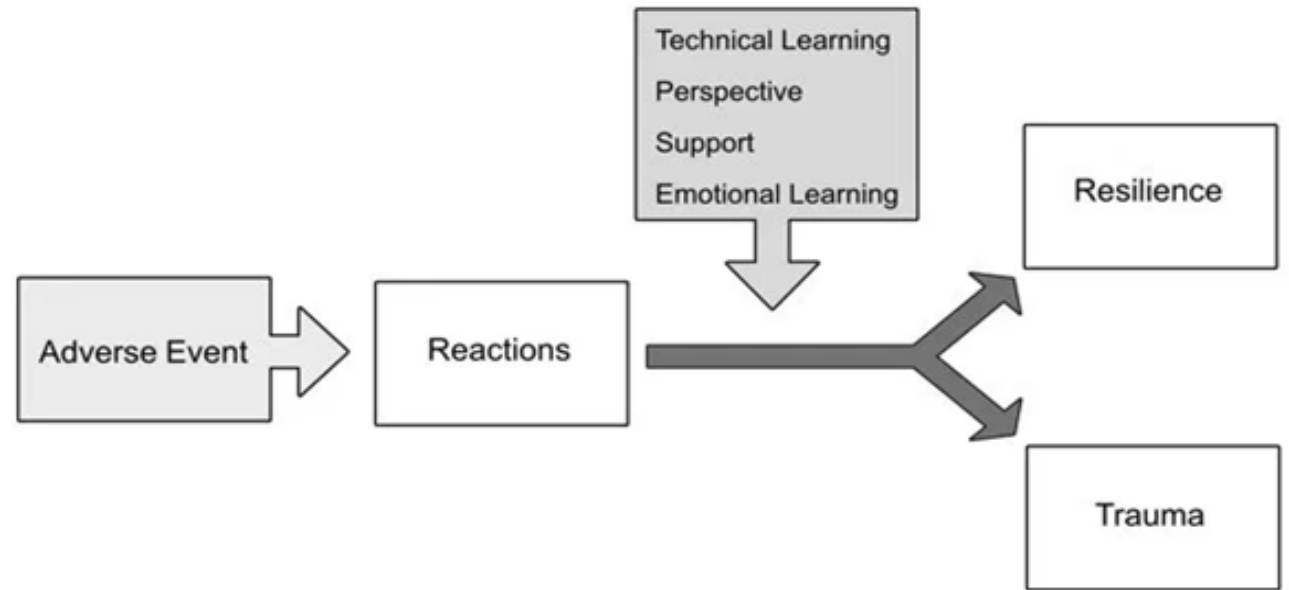 Technical Learning
Perspective
Support
Emotional Learning
Resilience
Adverse Event
Reactions
Trauma